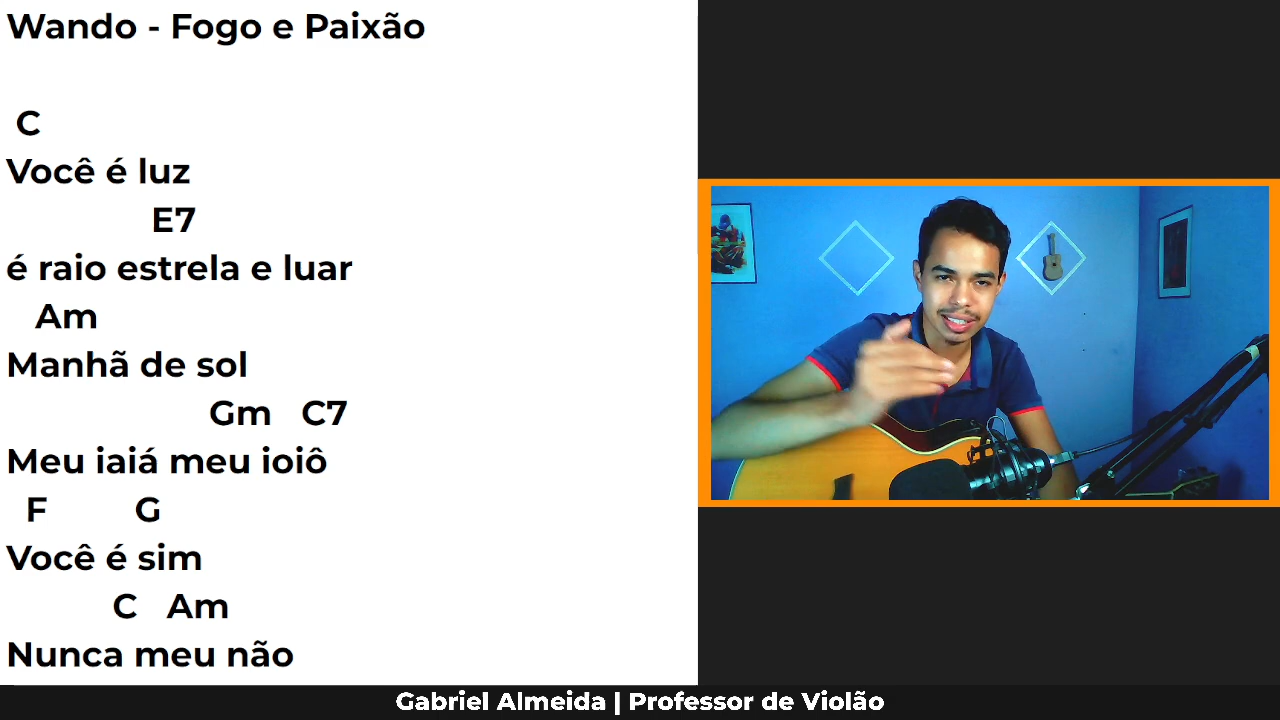 Wando - Fogo e Paixão
C
Você é luz
E7
é raio estrela e luar
Am
Manhã de sol
Gm C7
Meu iaiá meu ioiô
F G
Você é sim
C Am
Nunca meu não
Gabriel Almeida | Professor de Violão